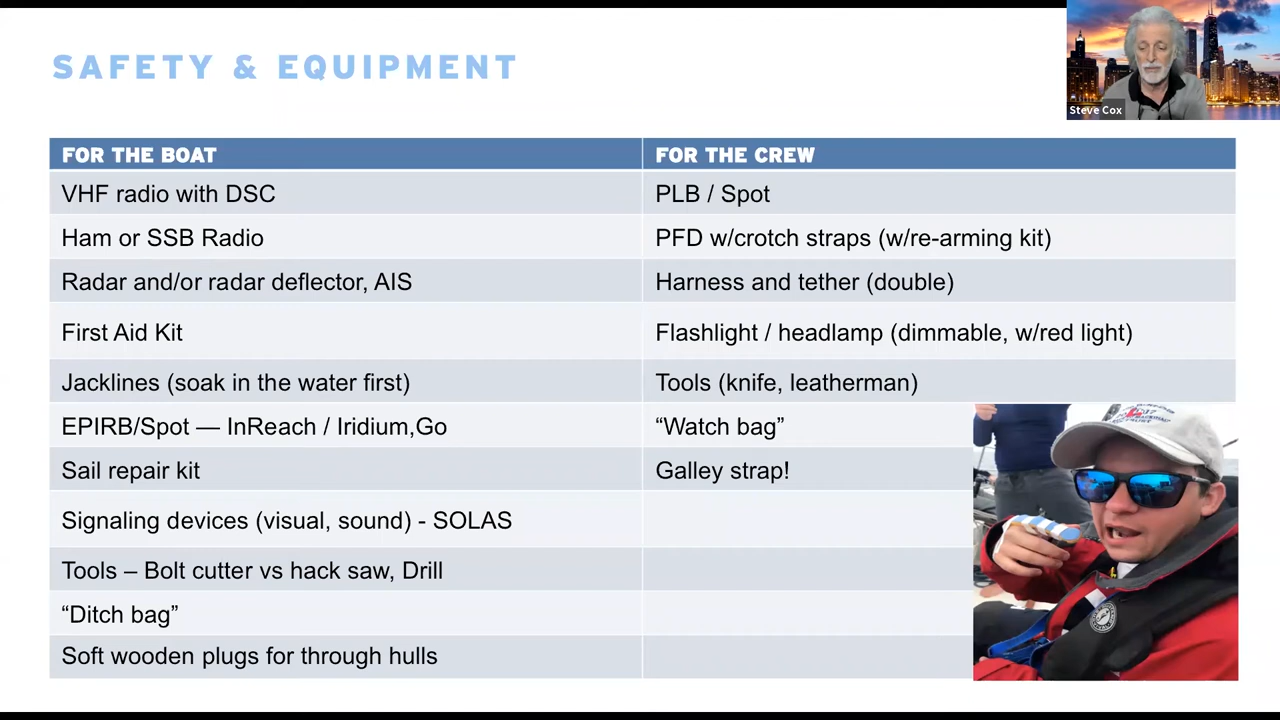 SAFETY & EQUIPMENT
Steve Cox
FOR THE BOAT
FOR THE CREW
VHF radio with DSC
PLB / Spot
Ham or SSB Radio
PFD w/crotch straps (w/re-arming kit)
Radar and/or radar deflector, AIS
Harness and tether (double)
First Aid Kit
Flashlight / headlamp (dimmable, w/red light)
Jacklines (soak in the water first)
Tools (knife, leatherman)
EPIRB/Spot — InReach / Iridium,Go
“Watch bag”
Sail repair kit
Galley strap!
Signaling devices (visual, sound) - SOLAS
Tools – Bolt cutter vs hack saw, Drill
“Ditch bag”
Soft wooden plugs for through hulls